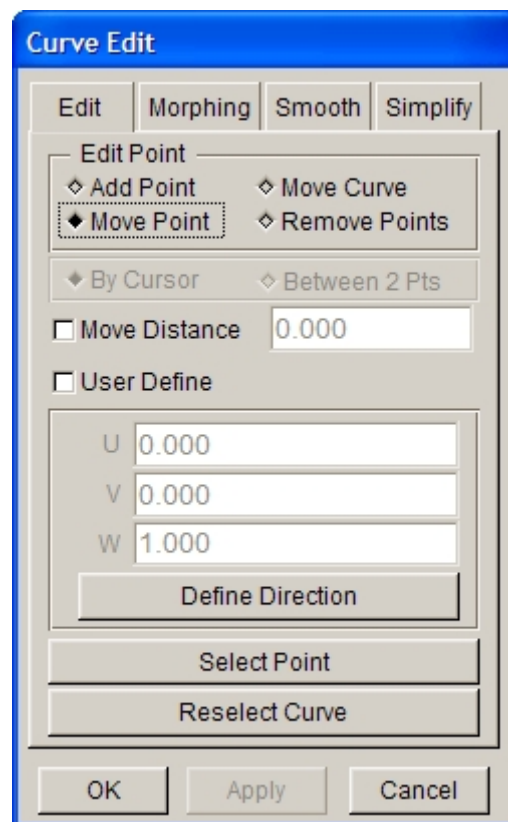 Curve Edit
Edit Morphing Smooth Simplify
Edit Point
Add Point Move Curve
Move Point Remove Points
By Cursor Between 2 Pts
Move Distance 0.000
User Define
U 0.000
V 0.000
W 1.000
Define Direction
Select Point
Reselect Curve
OK Apply Cancel